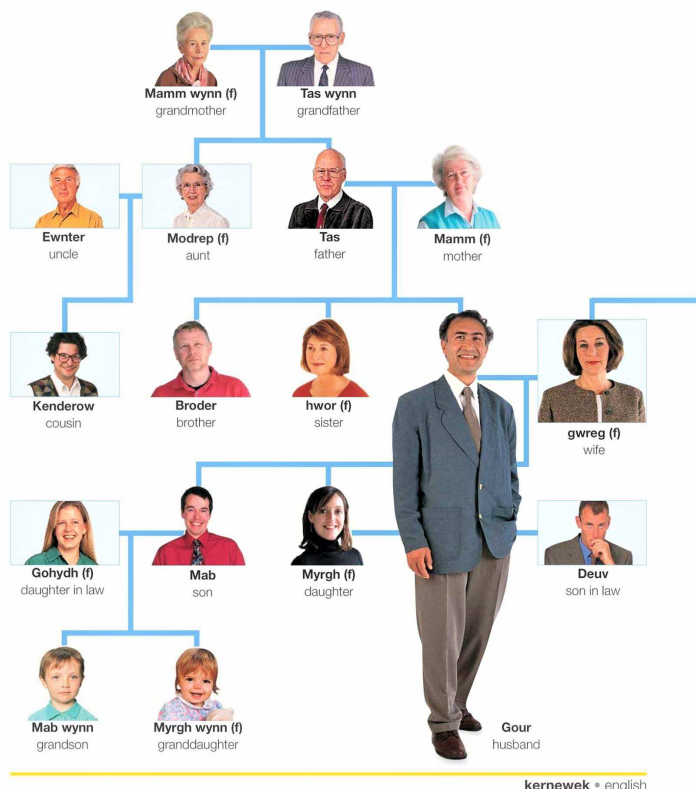 Mamm wynn (f)
grandmother
Tas wynn
grandfather
Ewnter
uncle
Modrep (f)
aunt
Tas
father
Mamm (f)
mother
Kenderow
cousin
Broder
brother
hwor (f)
sister
gwreg (f)
wife
Gohydh (f)
daughter in law
Mab
son
Myrgh (f)
daughter
Deuv
son in law
Mab wynn
grandson
Myrgh wynn (f)
granddaughter
Gour
husband
kernewek • english